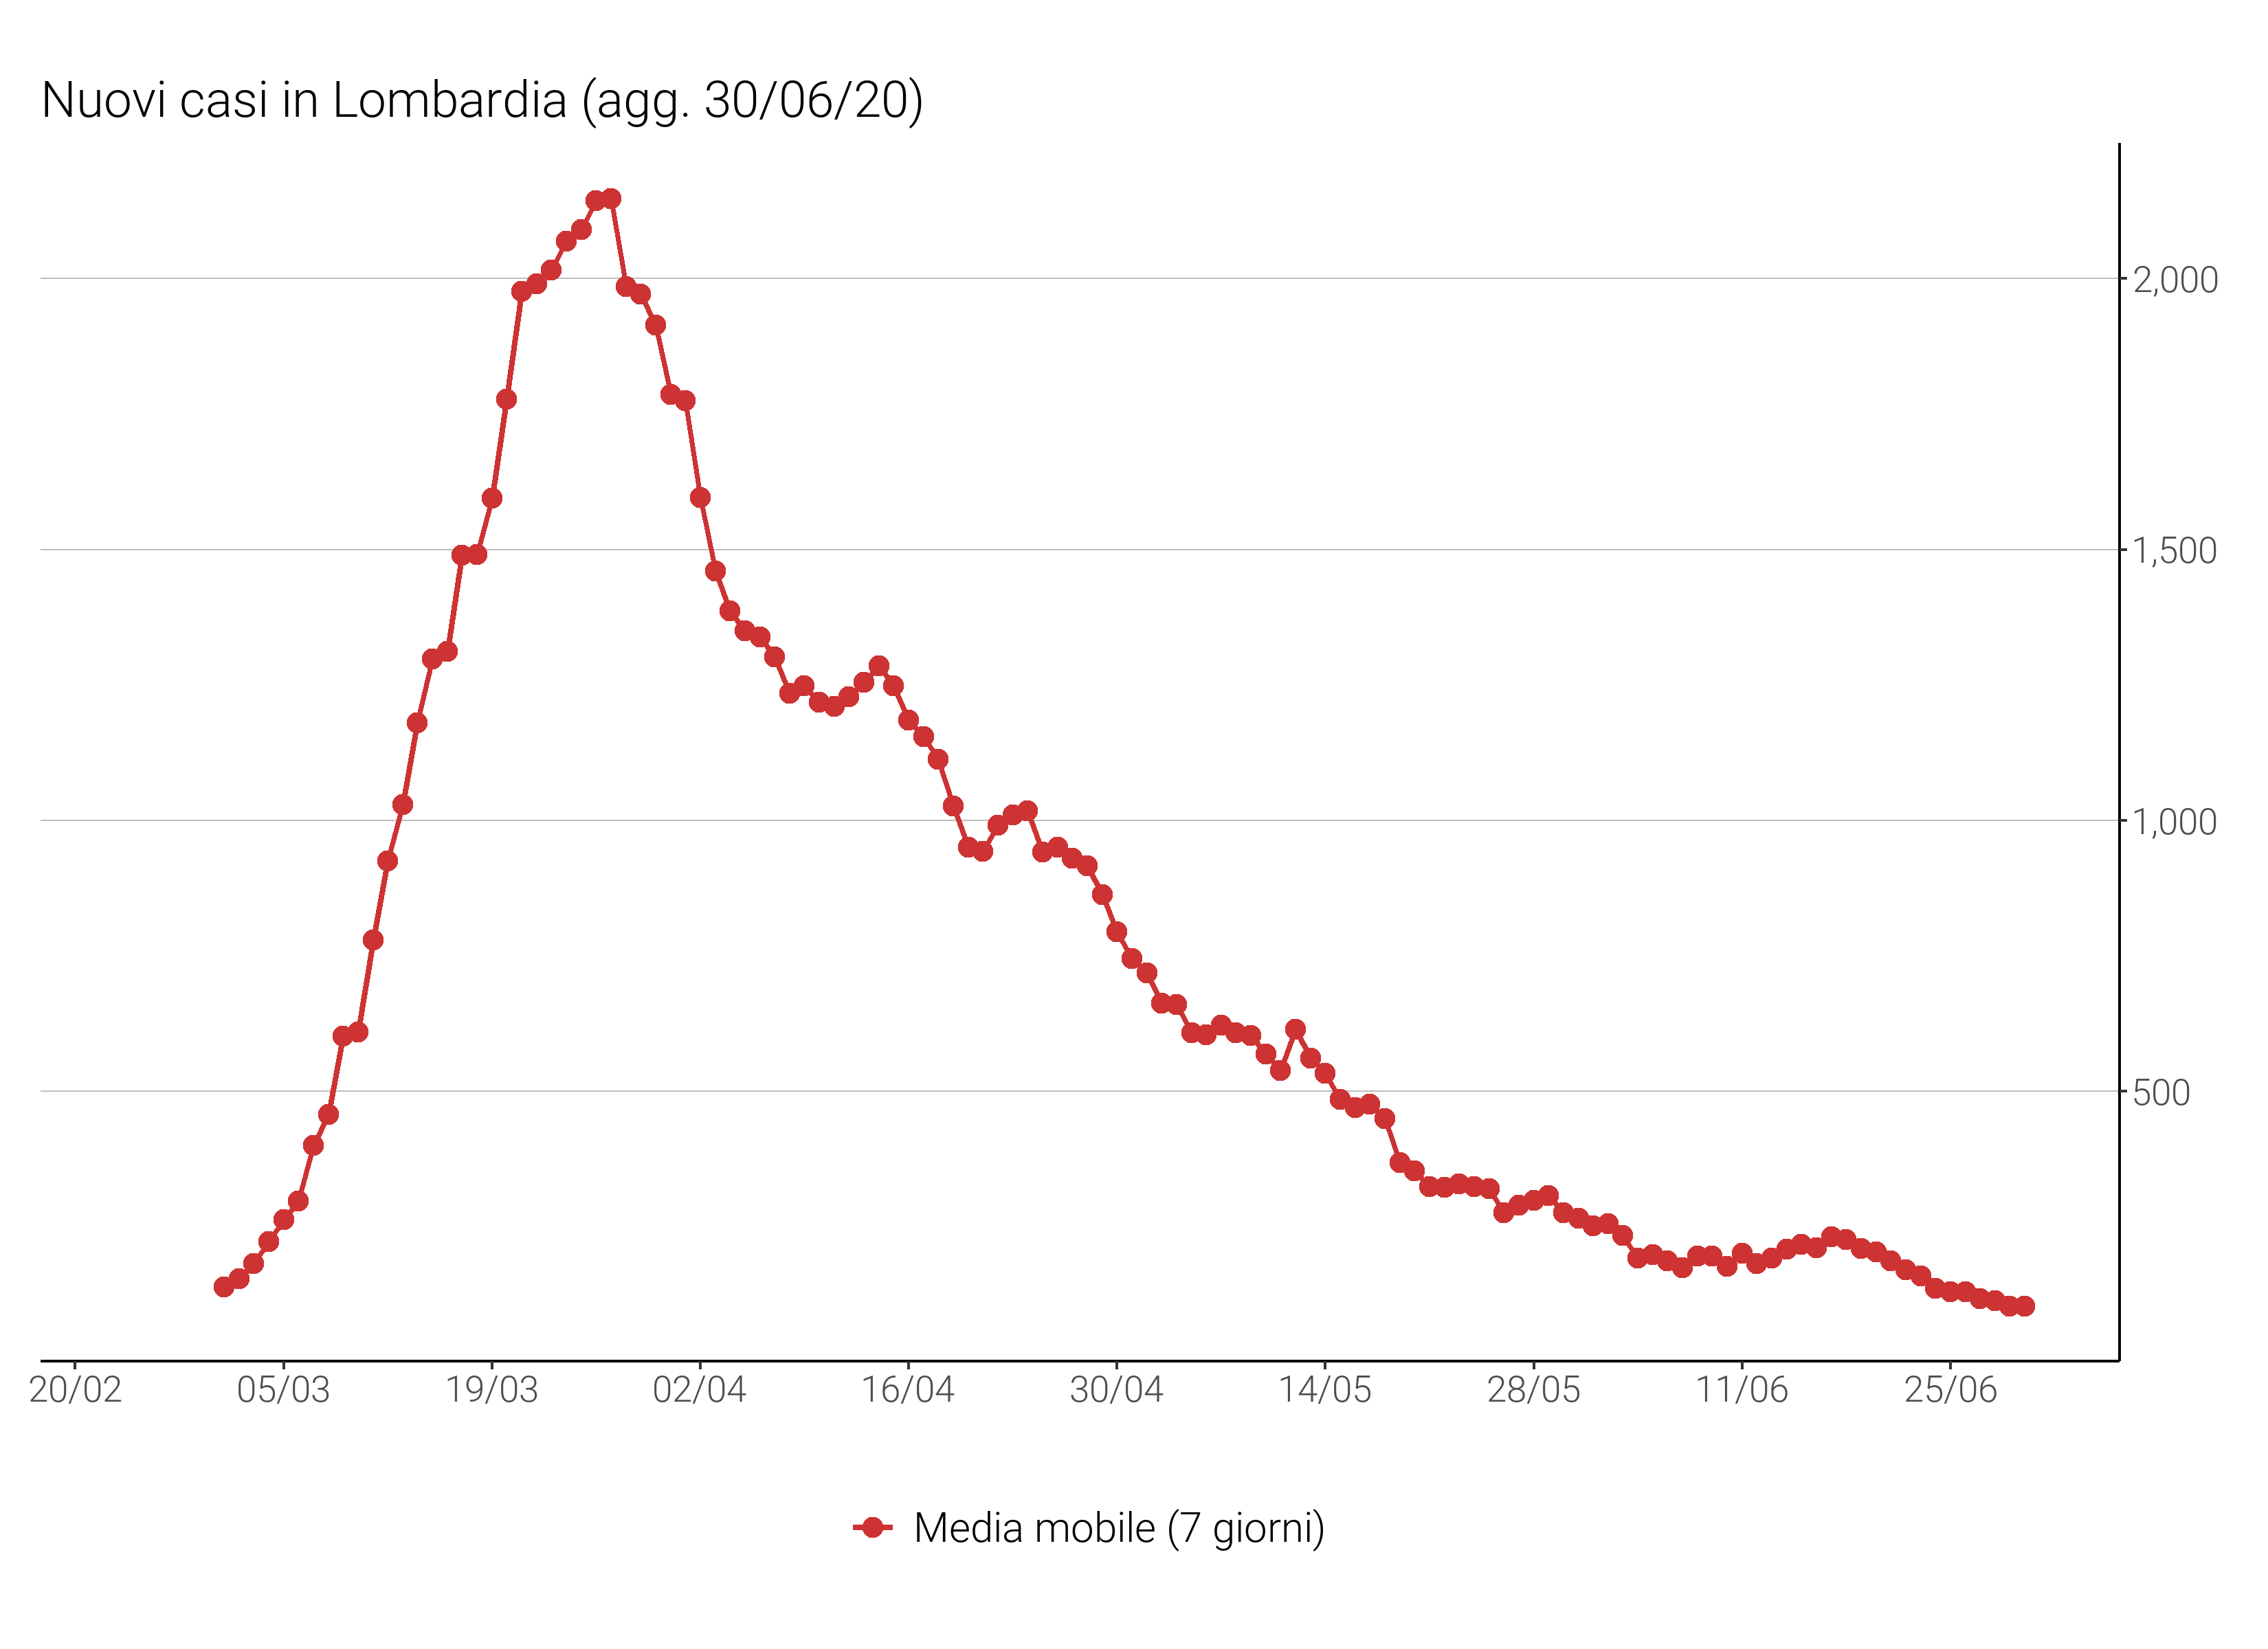 Nuovi casi in Lombardia (agg. 30/06/20)
2,000
1,500
1,000
500
20/02 05/03 19/03 02/04 16/04 30/04 14/05 28/05 11/06 25/06
Media mobile (7 giorni)